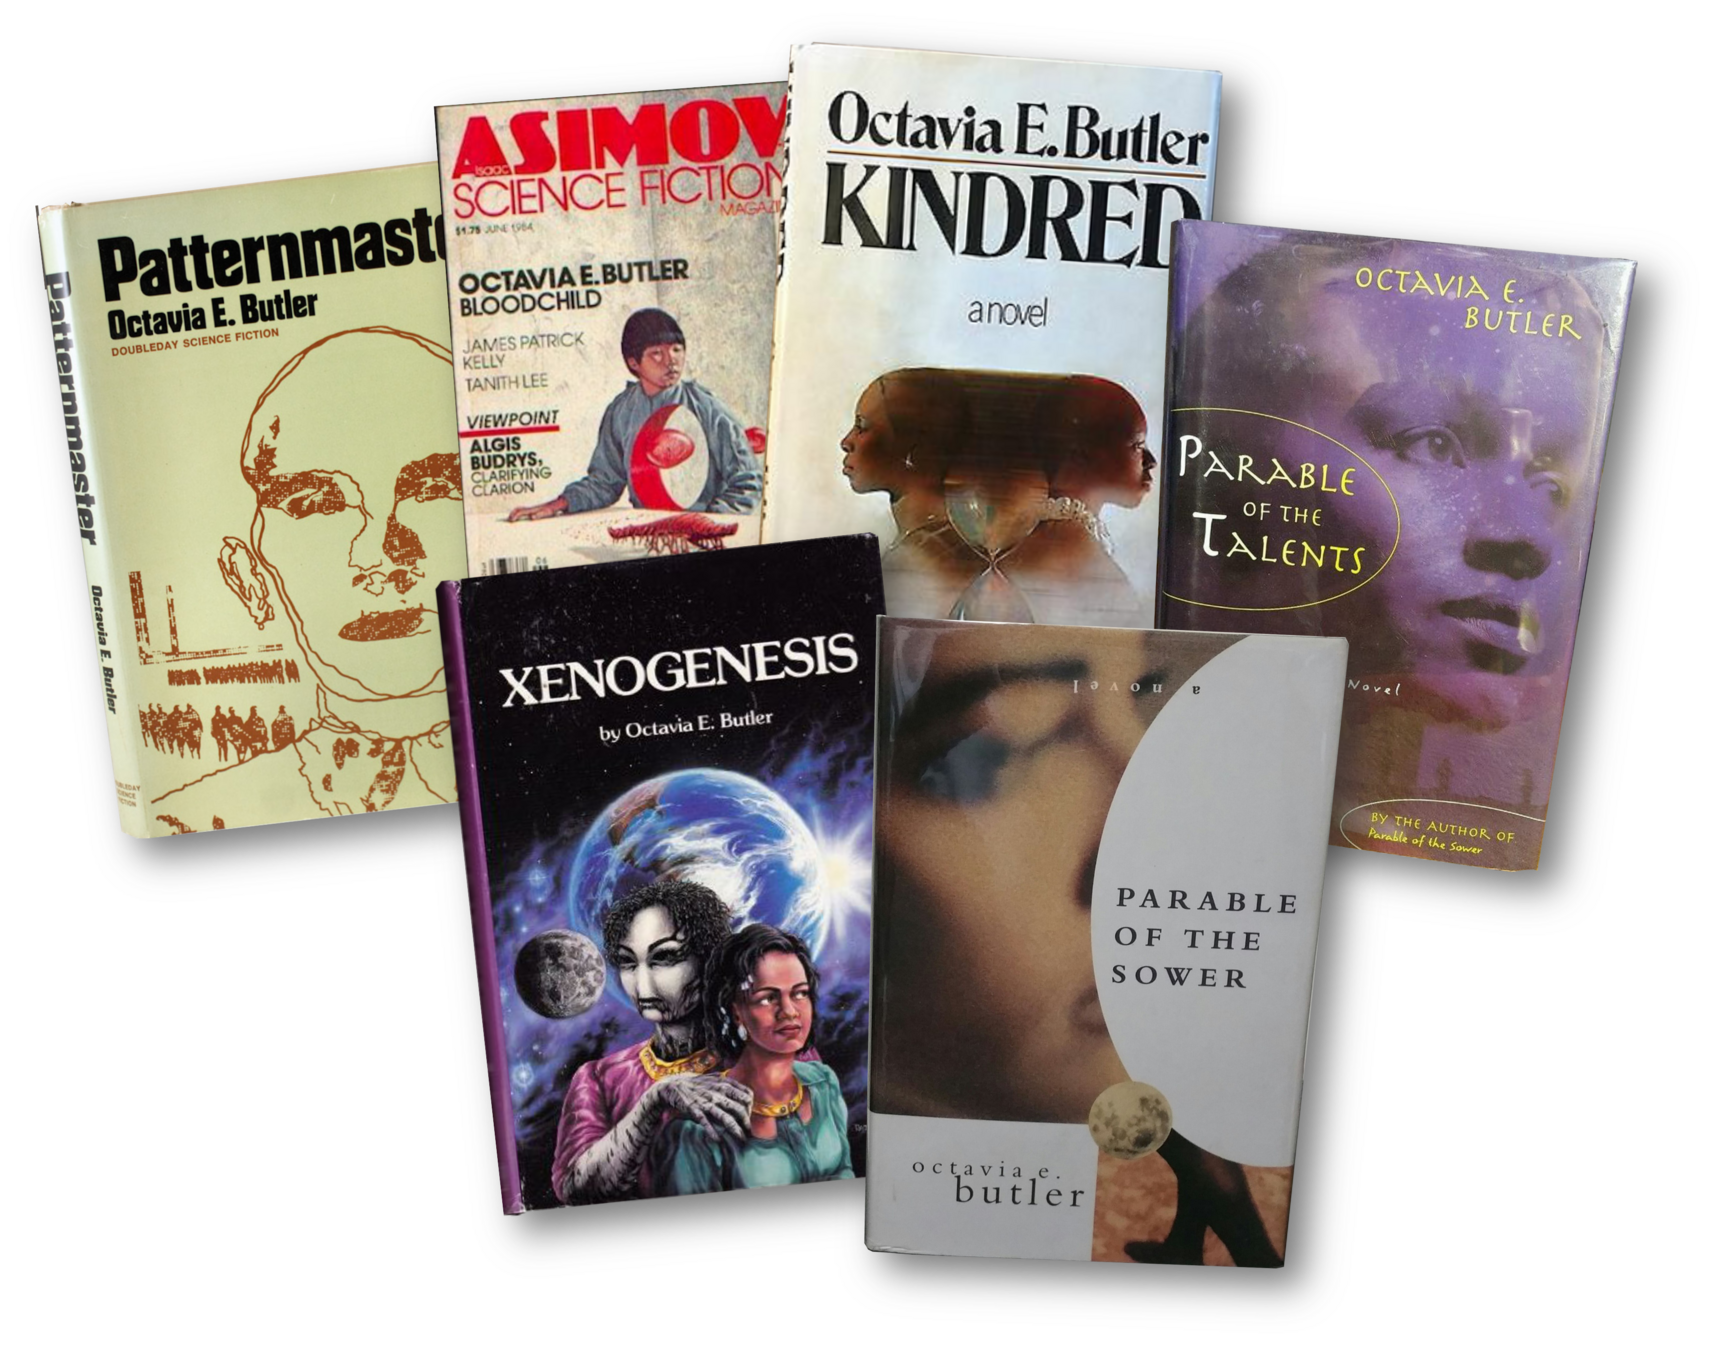 Patternmaste
Octavia E. Butler
DOUBLEDAY SCIENCE FICTION
Patternmaster
Octavia E. Butler
ASIMOV
Isaac
SCIENCE FICTION
MAGAZI
$1.75 JUNE 1984
OCTAVIA E. BUTLER
BLOODCHILD
JAMES PATRICK
KELLY
TANITH LEE
VIEWPOINT
ALGIS
BUDRYS,
CLARIFYING
CLARION
06
Octavia E. Butler
KINDRED
a novel
OCTAVIA E.
BUTLER
PARABLE
OF THE
TALENTS
Novel
BY THE AUTHOR OF
Parable of the Sower
XENOGENESIS
by Octavia E. Butler
a novel
PARABLE
OF THE
SOWER
octavia e.
butler